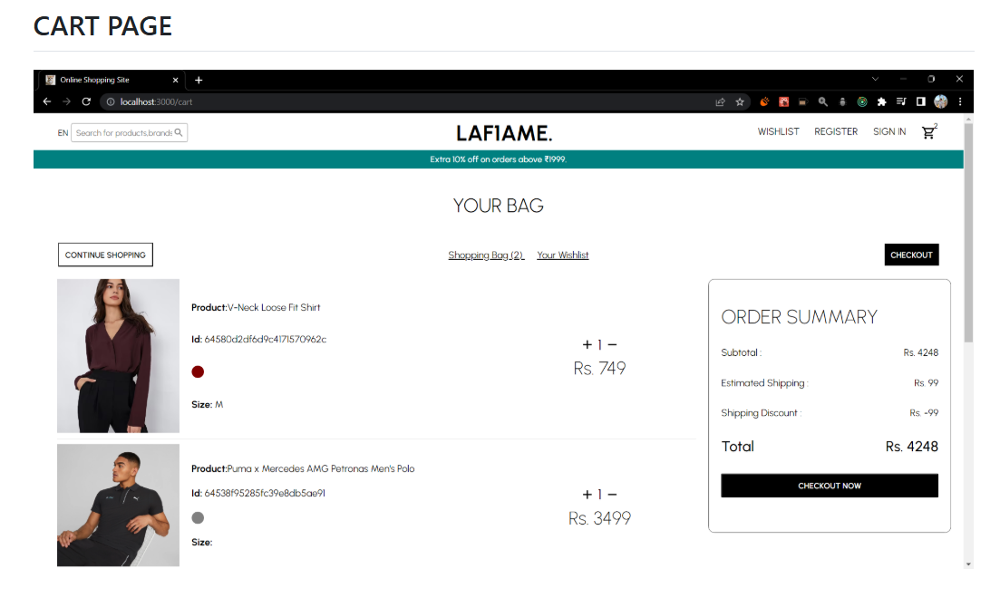 CART PAGE
Online Shopping Site
localhost:3000/cart
EN
Search for products,brands
LAF1AME.
WISHLIST
REGISTER
SIGN IN
2
Extra 10% off on orders above ₹1999.
YOUR BAG
CONTINUE SHOPPING
Shopping Bag (2)
Your Wishlist
CHECKOUT
Product:V-Neck Loose Fit Shirt
Id: 64580d2df6d9c4171570962c
Size: M
+ 1 −
Rs. 749
Product:Puma x Mercedes AMG Petronas Men's Polo
Id: 64538f95285fc39e8db5ae91
Size:
+ 1 −
Rs. 3499
ORDER SUMMARY
Subtotal : Rs. 4248
Estimated Shipping : Rs. 99
Shipping Discount : Rs. -99
Total Rs. 4248
CHECKOUT NOW